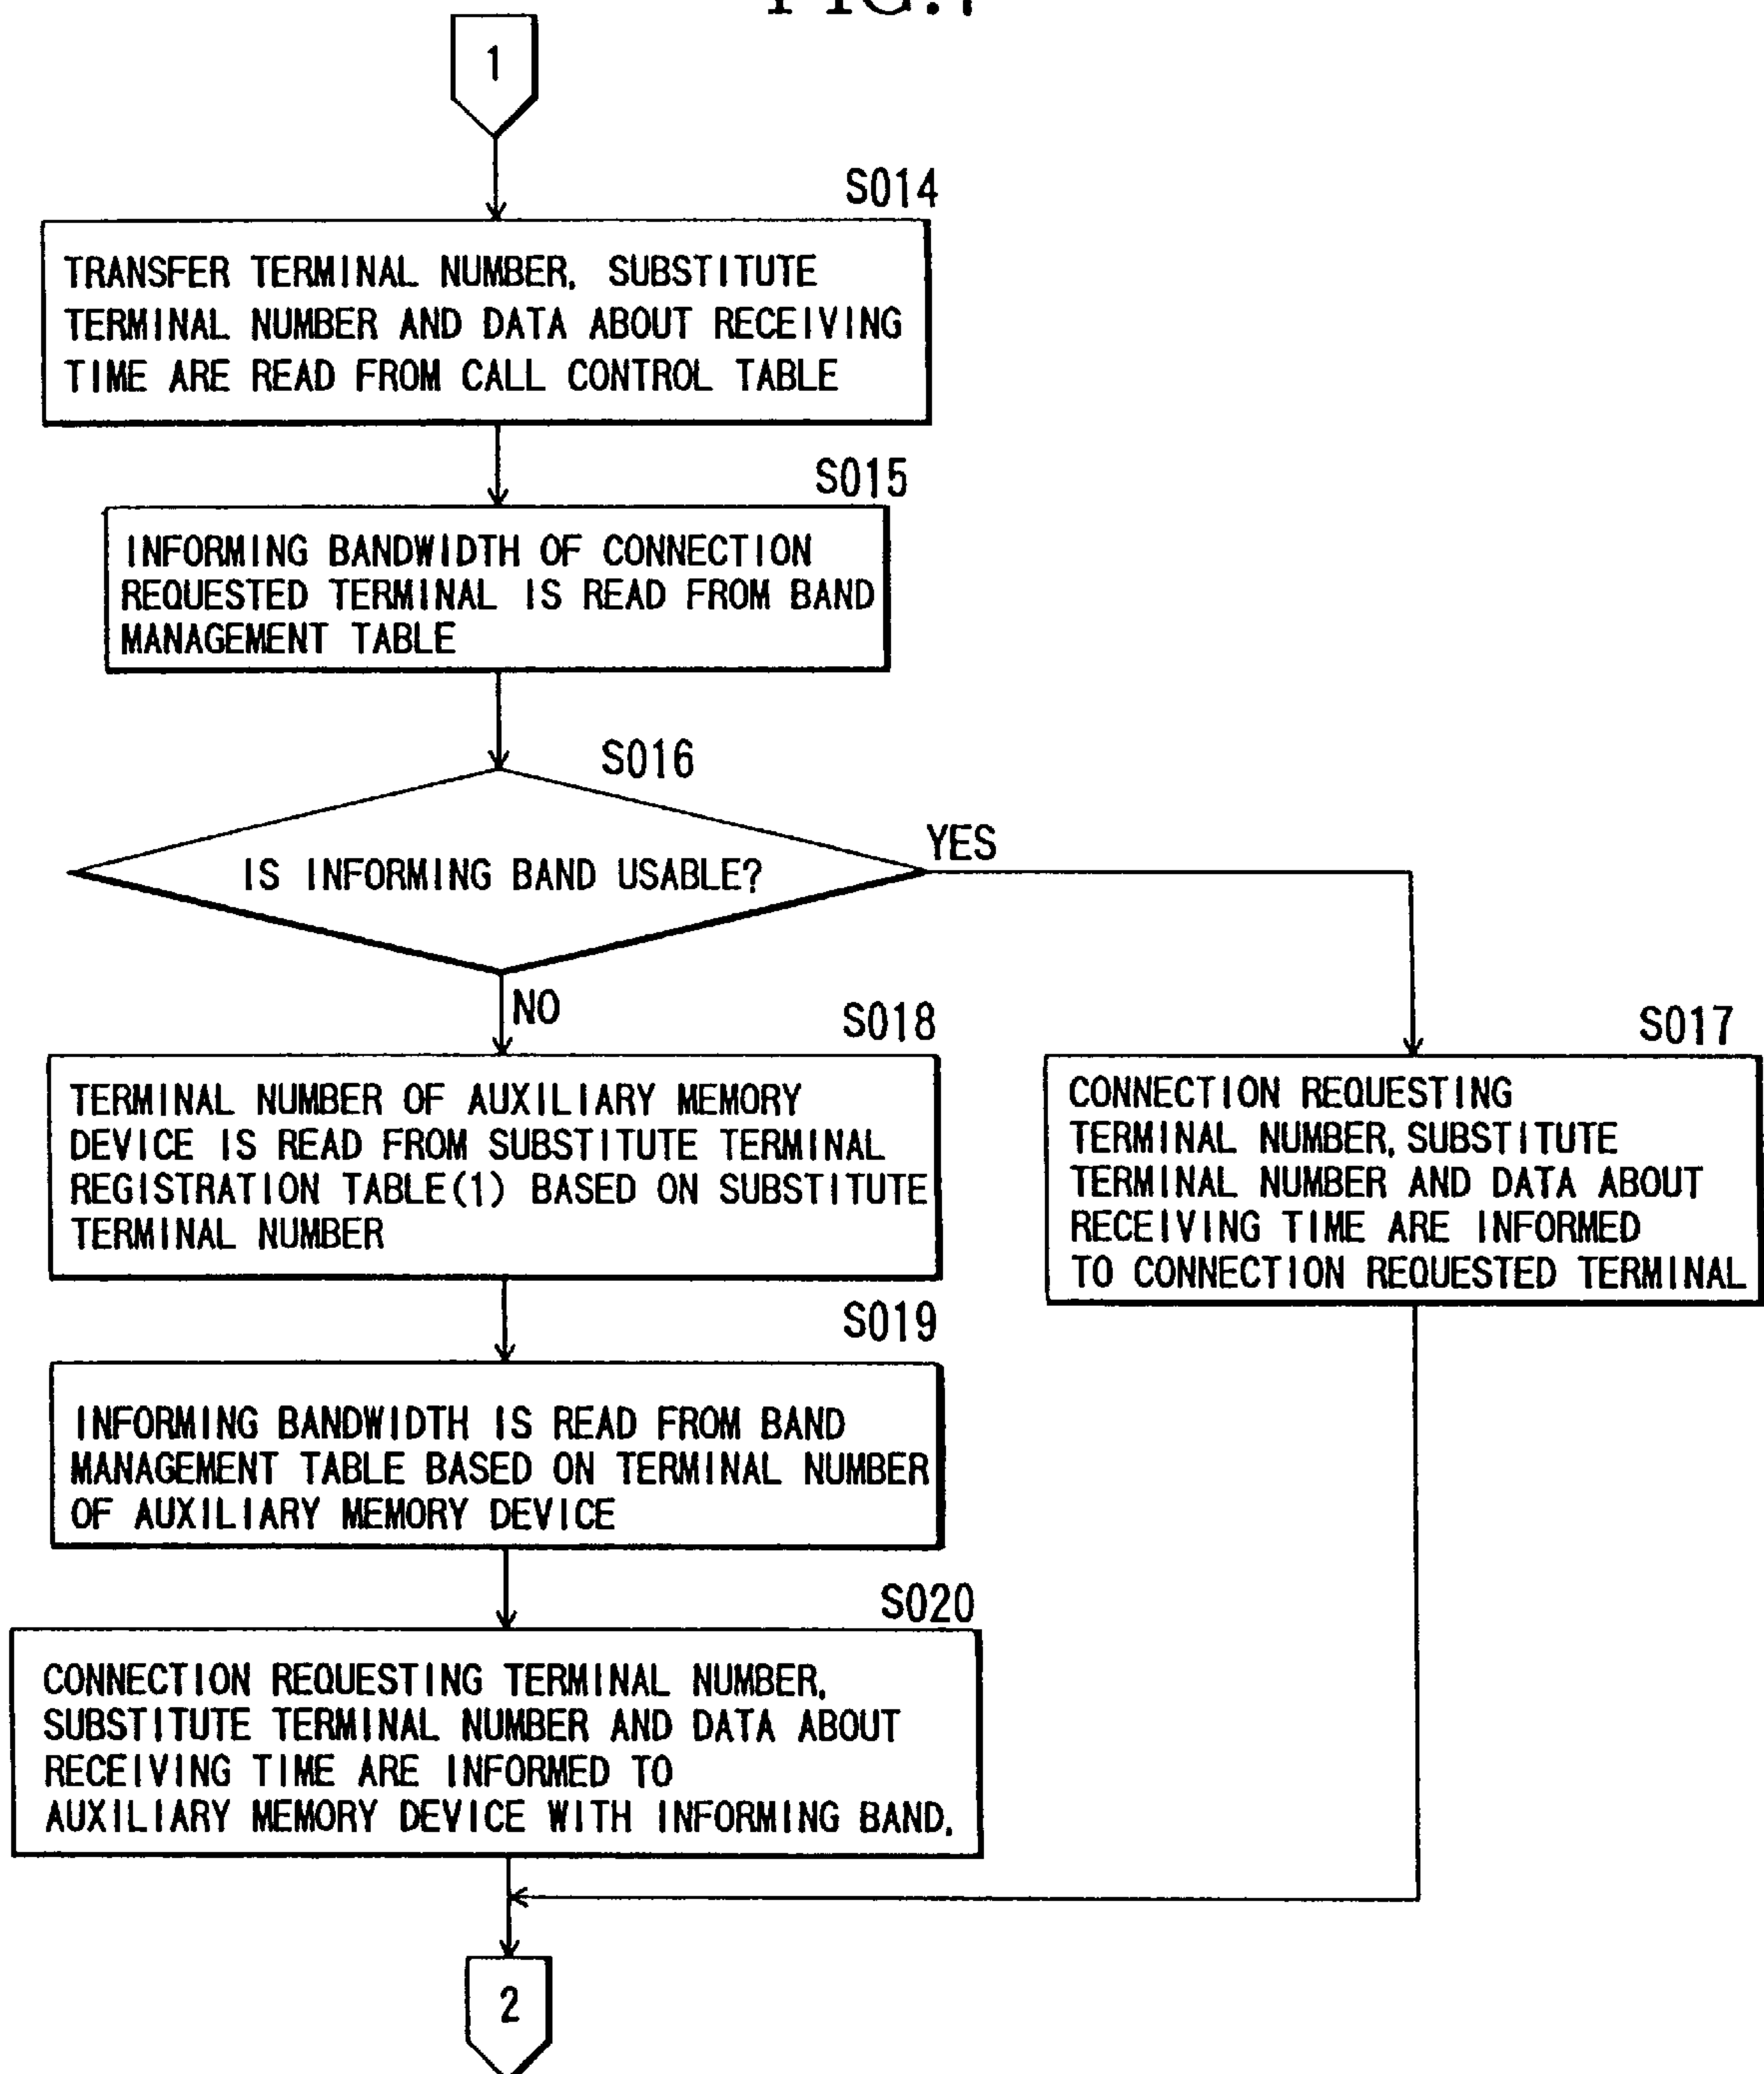 1
S014
TRANSFER TERMINAL NUMBER, SUBSTITUTE
TERMINAL NUMBER AND DATA ABOUT RECEIVING
TIME ARE READ FROM CALL CONTROL TABLE
S015
INFORMING BANDWIDTH OF CONNECTION
REQUESTED TERMINAL IS READ FROM BAND
MANAGEMENT TABLE
S016
IS INFORMING BAND USABLE?
YES
NO
S018
TERMINAL NUMBER OF AUXILIARY MEMORY
DEVICE IS READ FROM SUBSTITUTE TERMINAL
REGISTRATION TABLE(1) BASED ON SUBSTITUTE
TERMINAL NUMBER
S017
CONNECTION REQUESTING
TERMINAL NUMBER, SUBSTITUTE
TERMINAL NUMBER AND DATA ABOUT
RECEIVING TIME ARE INFORMED
TO CONNECTION REQUESTED TERMINAL
S019
INFORMING BANDWIDTH IS READ FROM BAND
MANAGEMENT TABLE BASED ON TERMINAL NUMBER
OF AUXILIARY MEMORY DEVICE
S020
CONNECTION REQUESTING TERMINAL NUMBER,
SUBSTITUTE TERMINAL NUMBER AND DATA ABOUT
RECEIVING TIME ARE INFORMED TO
AUXILIARY MEMORY DEVICE WITH INFORMING BAND.
2